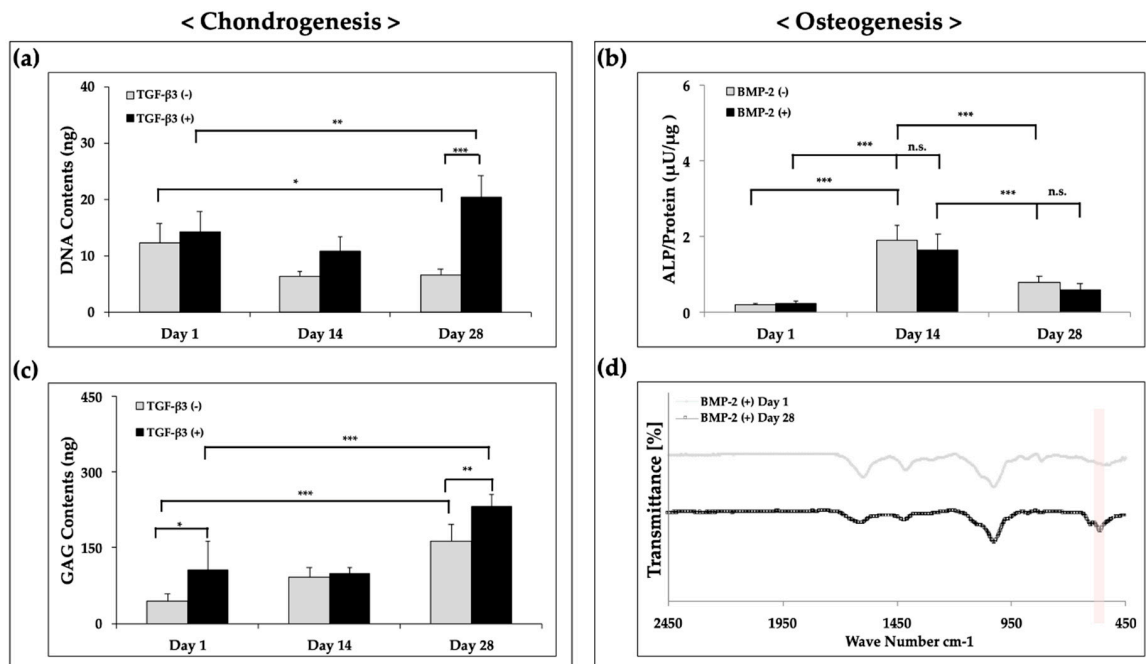 < Chondrogenesis >
< Osteogenesis >
(a)
DNA Contents (ng)
40
30
20
10
0
TGF-β3 (-)
TGF-β3 (+)
**
***
*
Day 1
Day 14
Day 28
(b)
ALP/Protein (μU/μg)
6
4
2
0
BMP-2 (-)
BMP-2 (+)
***
***
n.s.
***
***
n.s.
Day 1
Day 14
Day 28
(c)
GAG Contents (ng)
450
300
150
0
TGF-β3 (-)
TGF-β3 (+)
***
**
***
*
Day 1
Day 14
Day 28
(d)
Transmittance [%]
BMP-2 (+) Day 1
BMP-2 (+) Day 28
2450
1950
1450
950
450
Wave Number cm-1